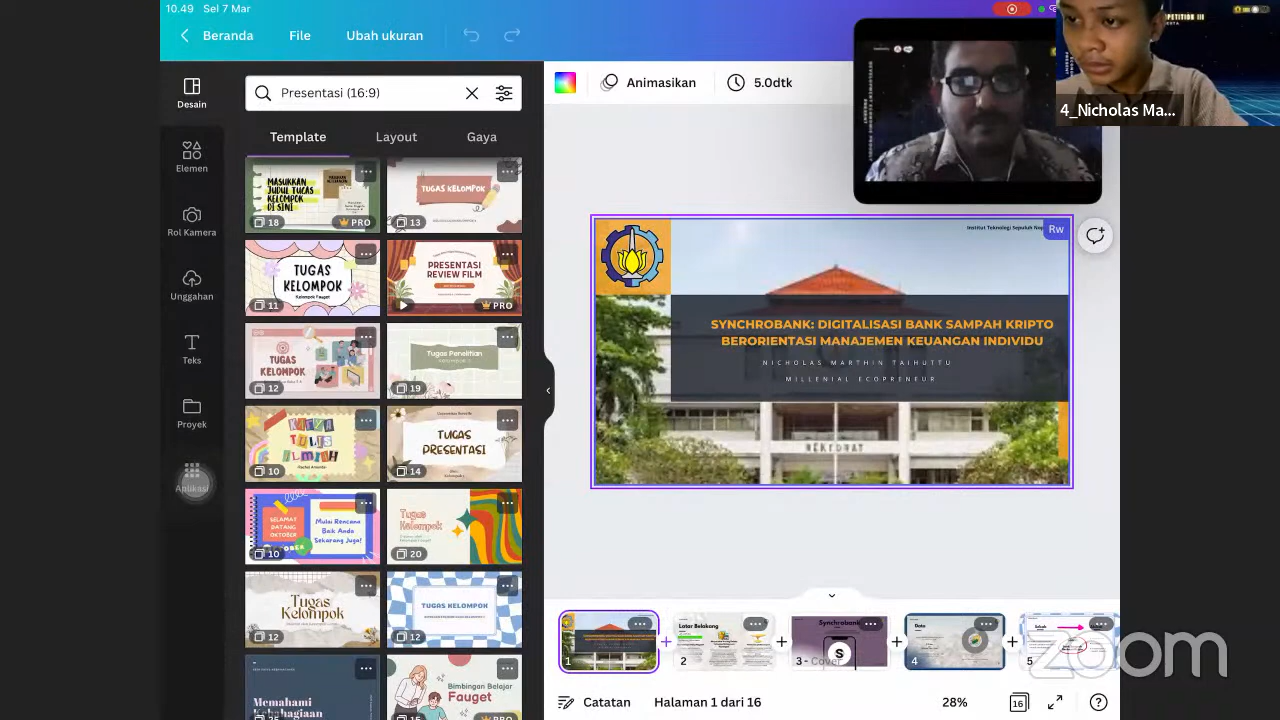 10.49 Sel 7 Mar
Beranda File Ubah ukuran
Desain
Elemen
Rol Kamera
Unggahan
Teks
Proyek
Aplikasi
Presentasi (16:9)
Template Layout Gaya
MASUKKAN
JUDUL TUGAS
KELOMPOK
DI SINI
18
PRO
TUGAS KELOMPOK
13
TUGAS
KELOMPOK
Kelompok Fauget
11
PRESENTASI
REVIEW FILM
PRO
TUGAS
KELOMPOK
12
Tugas Penelitian
19
KARYA
TULIS
ILMIAH
10
TUGAS
PRESENTASI
14
SELAMAT
DATANG
OKTOBER
Mulai Rencana
Baik Anda
Sekarang Juga!
10
Tugas
Kelompok
20
Tugas
Kelompok
12
TUGAS KELOMPOK
12
Memahami
Bimbingan Belajar
Fauget
PRO
Animasikan
5.0dtk
4_Nicholas Ma...
Rw
SYNCHROBANK: DIGITALISASI BANK SAMPAH KRIPTO
BERORIENTASI MANAJEMEN KEUANGAN INDIVIDU
NICHOLAS MARTHIN TAIHUTTU
MILLENIAL ECOPRENEUR
REKTORAT
1
Latar Belakang
2
Synchrobank
S
3 - Cover
Data
4
5
zoom
Catatan
Halaman 1 dari 16
28%
16